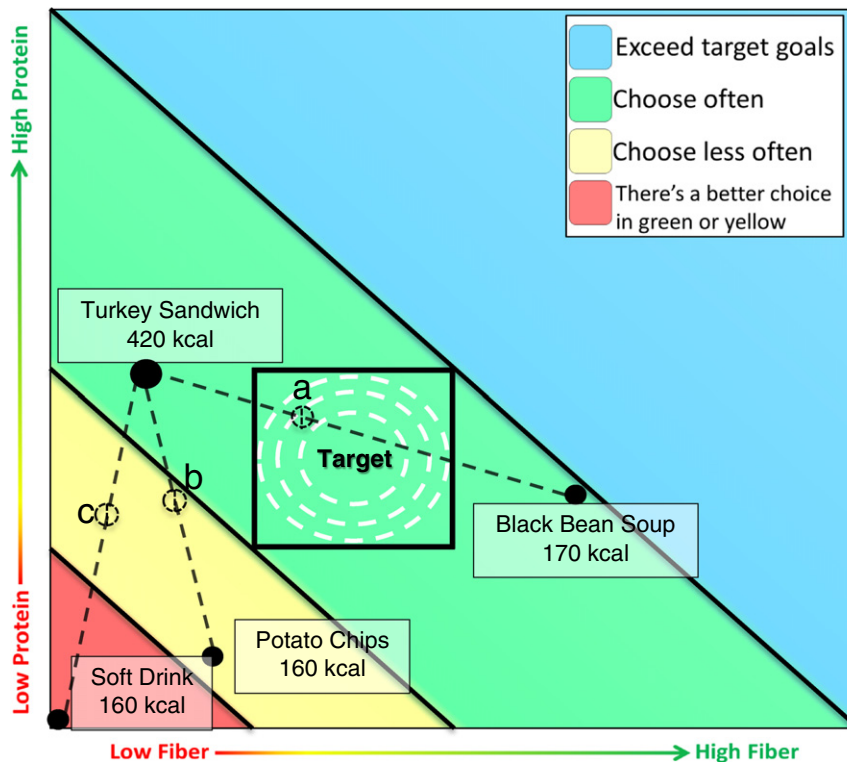 High Protein
Low Protein
Exceed target goals
Choose often
Choose less often
There's a better choice
in green or yellow
Turkey Sandwich
420 kcal
a
Target
b
c
Black Bean Soup
170 kcal
Potato Chips
160 kcal
Soft Drink
160 kcal
Low Fiber
High Fiber